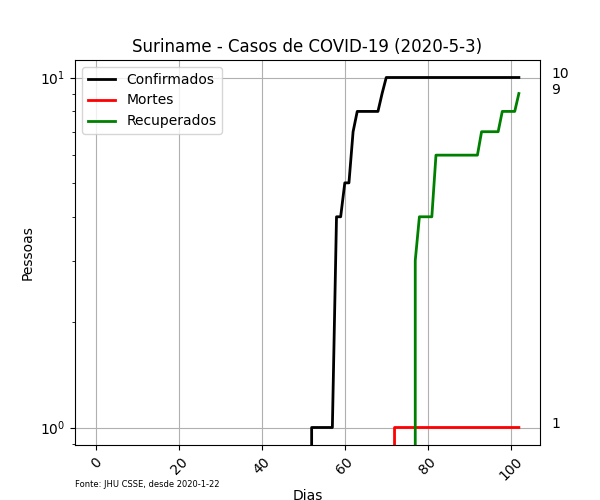 Suriname - Casos de COVID-19 (2020-5-3)
Confirmados
Mortes
Recuperados
10¹
10⁰
Pessoas
10
9
1
0 20 40 60 80 100
Dias
Fonte: JHU CSSE, desde 2020-1-22